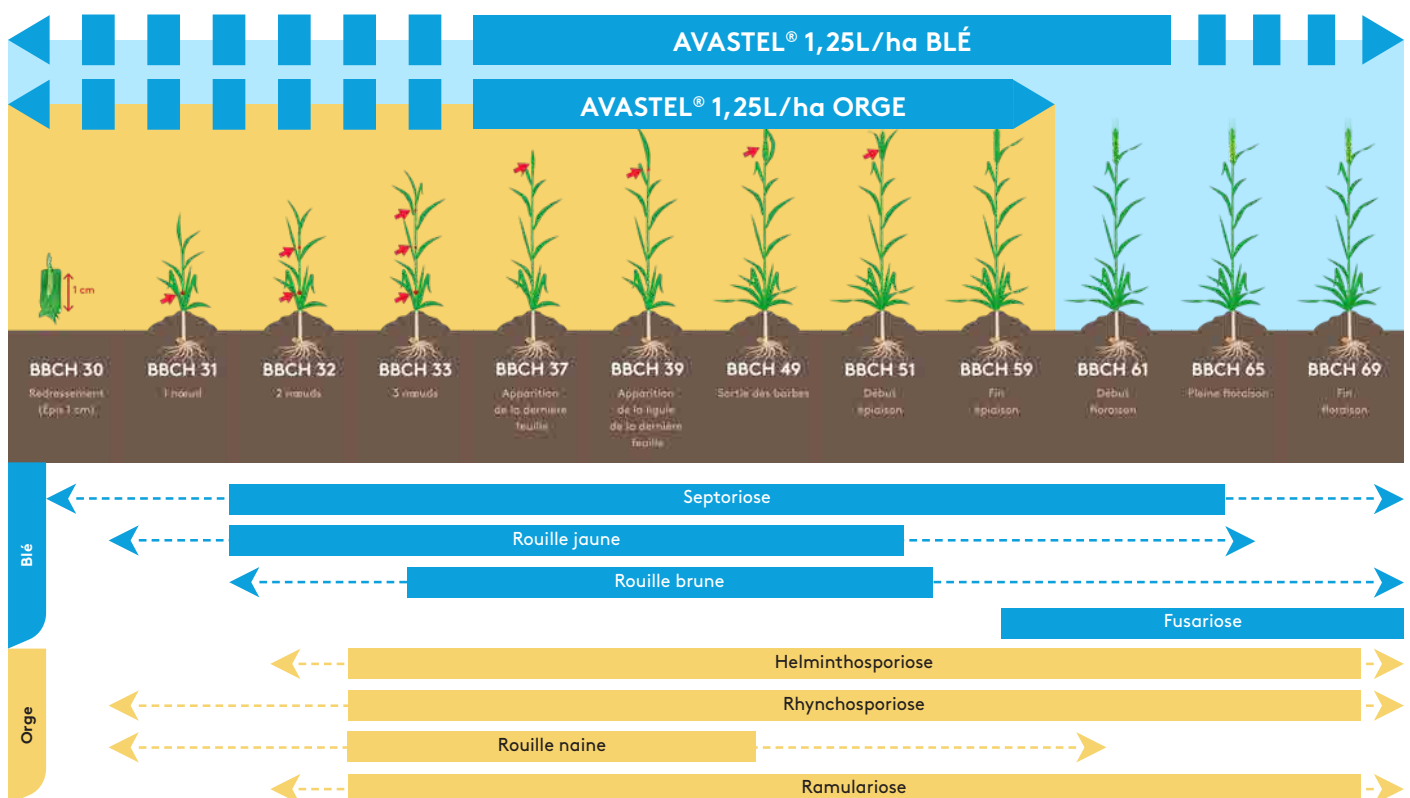 AVASTEL® 1,25L/ha BLÉ
AVASTEL® 1,25L/ha ORGE
1 cm
BBCH 30
Redressement
(Épis 1 cm)
BBCH 31
1 nœud
BBCH 32
2 nœuds
BBCH 33
3 nœuds
BBCH 37
Apparition
de la dernière
feuille
BBCH 39
Apparition
de la ligule
de la dernière
feuille
BBCH 49
Sortie des barbes
BBCH 51
Début
épiaison
BBCH 59
Fin
épiaison
BBCH 61
Début
floraison
BBCH 65
Pleine floraison
BBCH 69
Fin
floraison
Blé
Septoriose
Rouille jaune
Rouille brune
Fusariose
Orge
Helminthosporiose
Rhynchosporiose
Rouille naine
Ramulariose